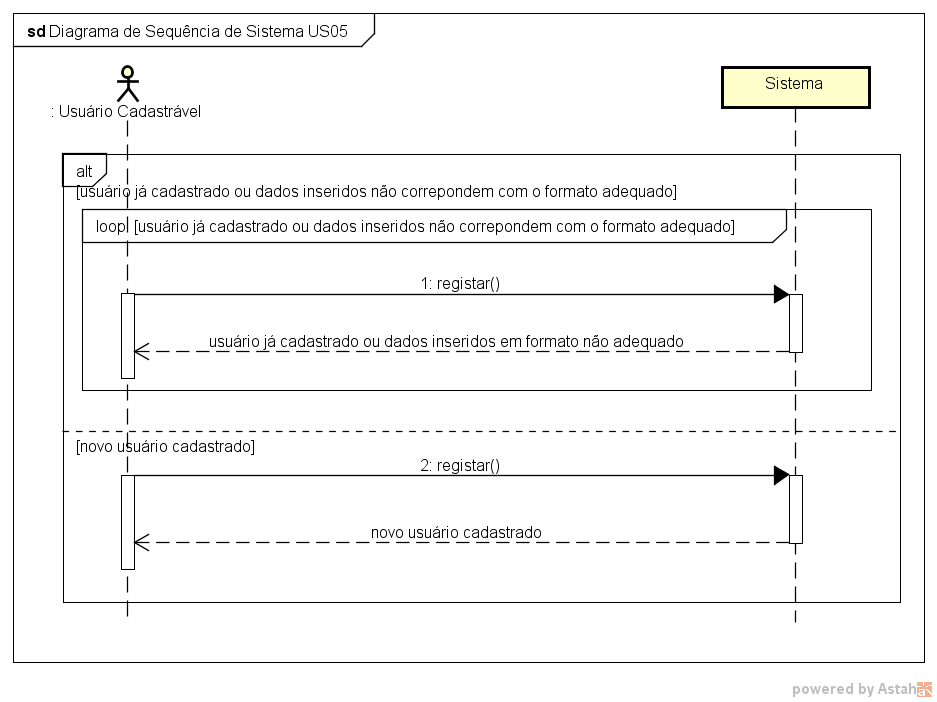 sd Diagrama de Sequência de Sistema US05
: Usuário Cadastrável
Sistema
alt
[usuário já cadastrado ou dados inseridos não correpondem com o formato adequado]
loop [usuário já cadastrado ou dados inseridos não correpondem com o formato adequado]
1: registar()
usuário já cadastrado ou dados inseridos em formato não adequado
[novo usuário cadastrado]
2: registar()
novo usuário cadastrado
powered by Astah